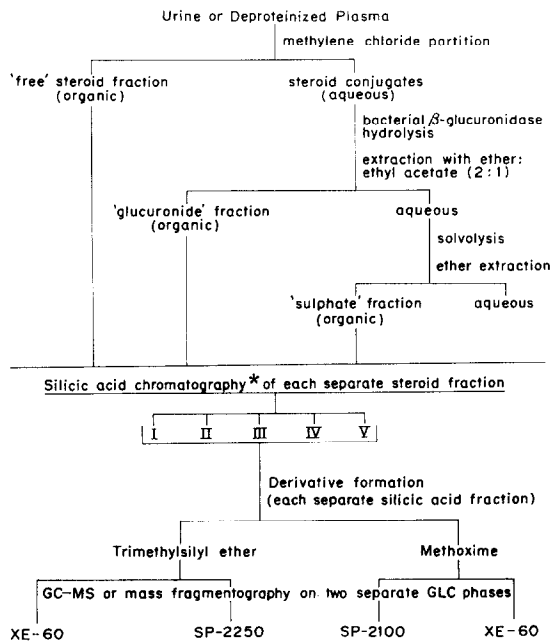 Urine or Deproteinized Plasma
methylene chloride partition
'free' steroid fraction
(organic)
steroid conjugates
(aqueous)
bacterial β-glucuronidase
hydrolysis
extraction with ether:
ethyl acetate (2:1)
'glucuronide' fraction
(organic)
aqueous
solvolysis
ether extraction
'sulphate' fraction
(organic)
aqueous
Silicic acid chromatography* of each separate steroid fraction
I II III IV V
Derivative formation
(each separate silicic acid fraction)
Trimethylsilyl ether Methoxime
GC-MS or mass fragmentography on two separate GLC phases
XE-60 SP-2250 SP-2100 XE-60